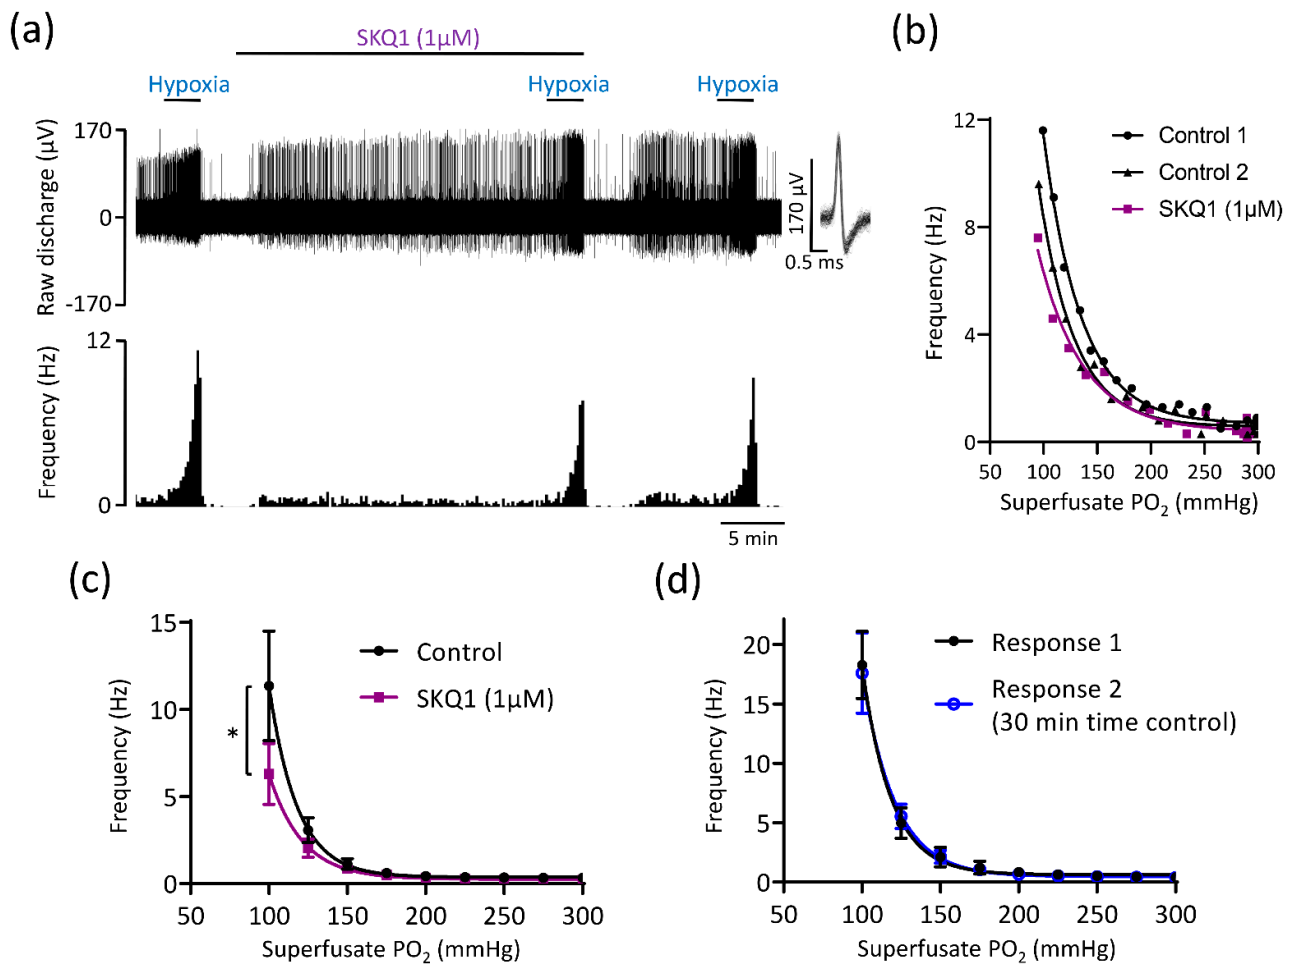 (a)
SKQ1 (1µM)
Hypoxia
Hypoxia
Hypoxia
Raw discharge (µV)
170
0
-170
170 µV
0.5 ms
Frequency (Hz)
12
0
5 min
(b)
Frequency (Hz)
12
8
4
0
Control 1
Control 2
SKQ1 (1µM)
50 100 150 200 250 300
Superfusate PO2 (mmHg)
(c)
Frequency (Hz)
15
10
5
0
*
Control
SKQ1 (1µM)
50 100 150 200 250 300
Superfusate PO2 (mmHg)
(d)
Frequency (Hz)
20
15
10
5
0
Response 1
Response 2
(30 min time control)
50 100 150 200 250 300
Superfusate PO2 (mmHg)